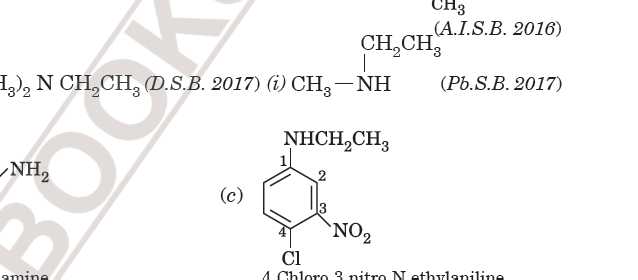 CH₃
(A.I.S.B. 2016)
CH₂CH₃
H₃)₂ N CH₂CH₃ (D.S.B. 2017) (i) CH₃ — NH (Pb.S.B. 2017)
NHCH₂CH₃
NH₂
(c)
1
2
3
4
NO₂
Cl
amine
4 Chloro 3 nitro N ethylaniline
BOOK